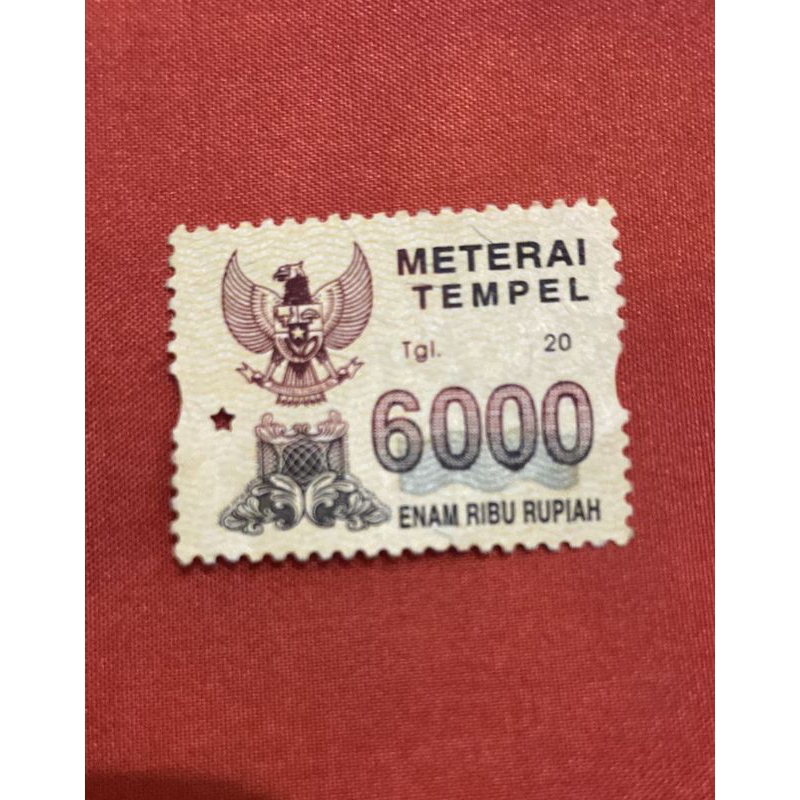 METERAI
TEMPEL
Tgl. 20
6000
ENAM RIBU RUPIAH